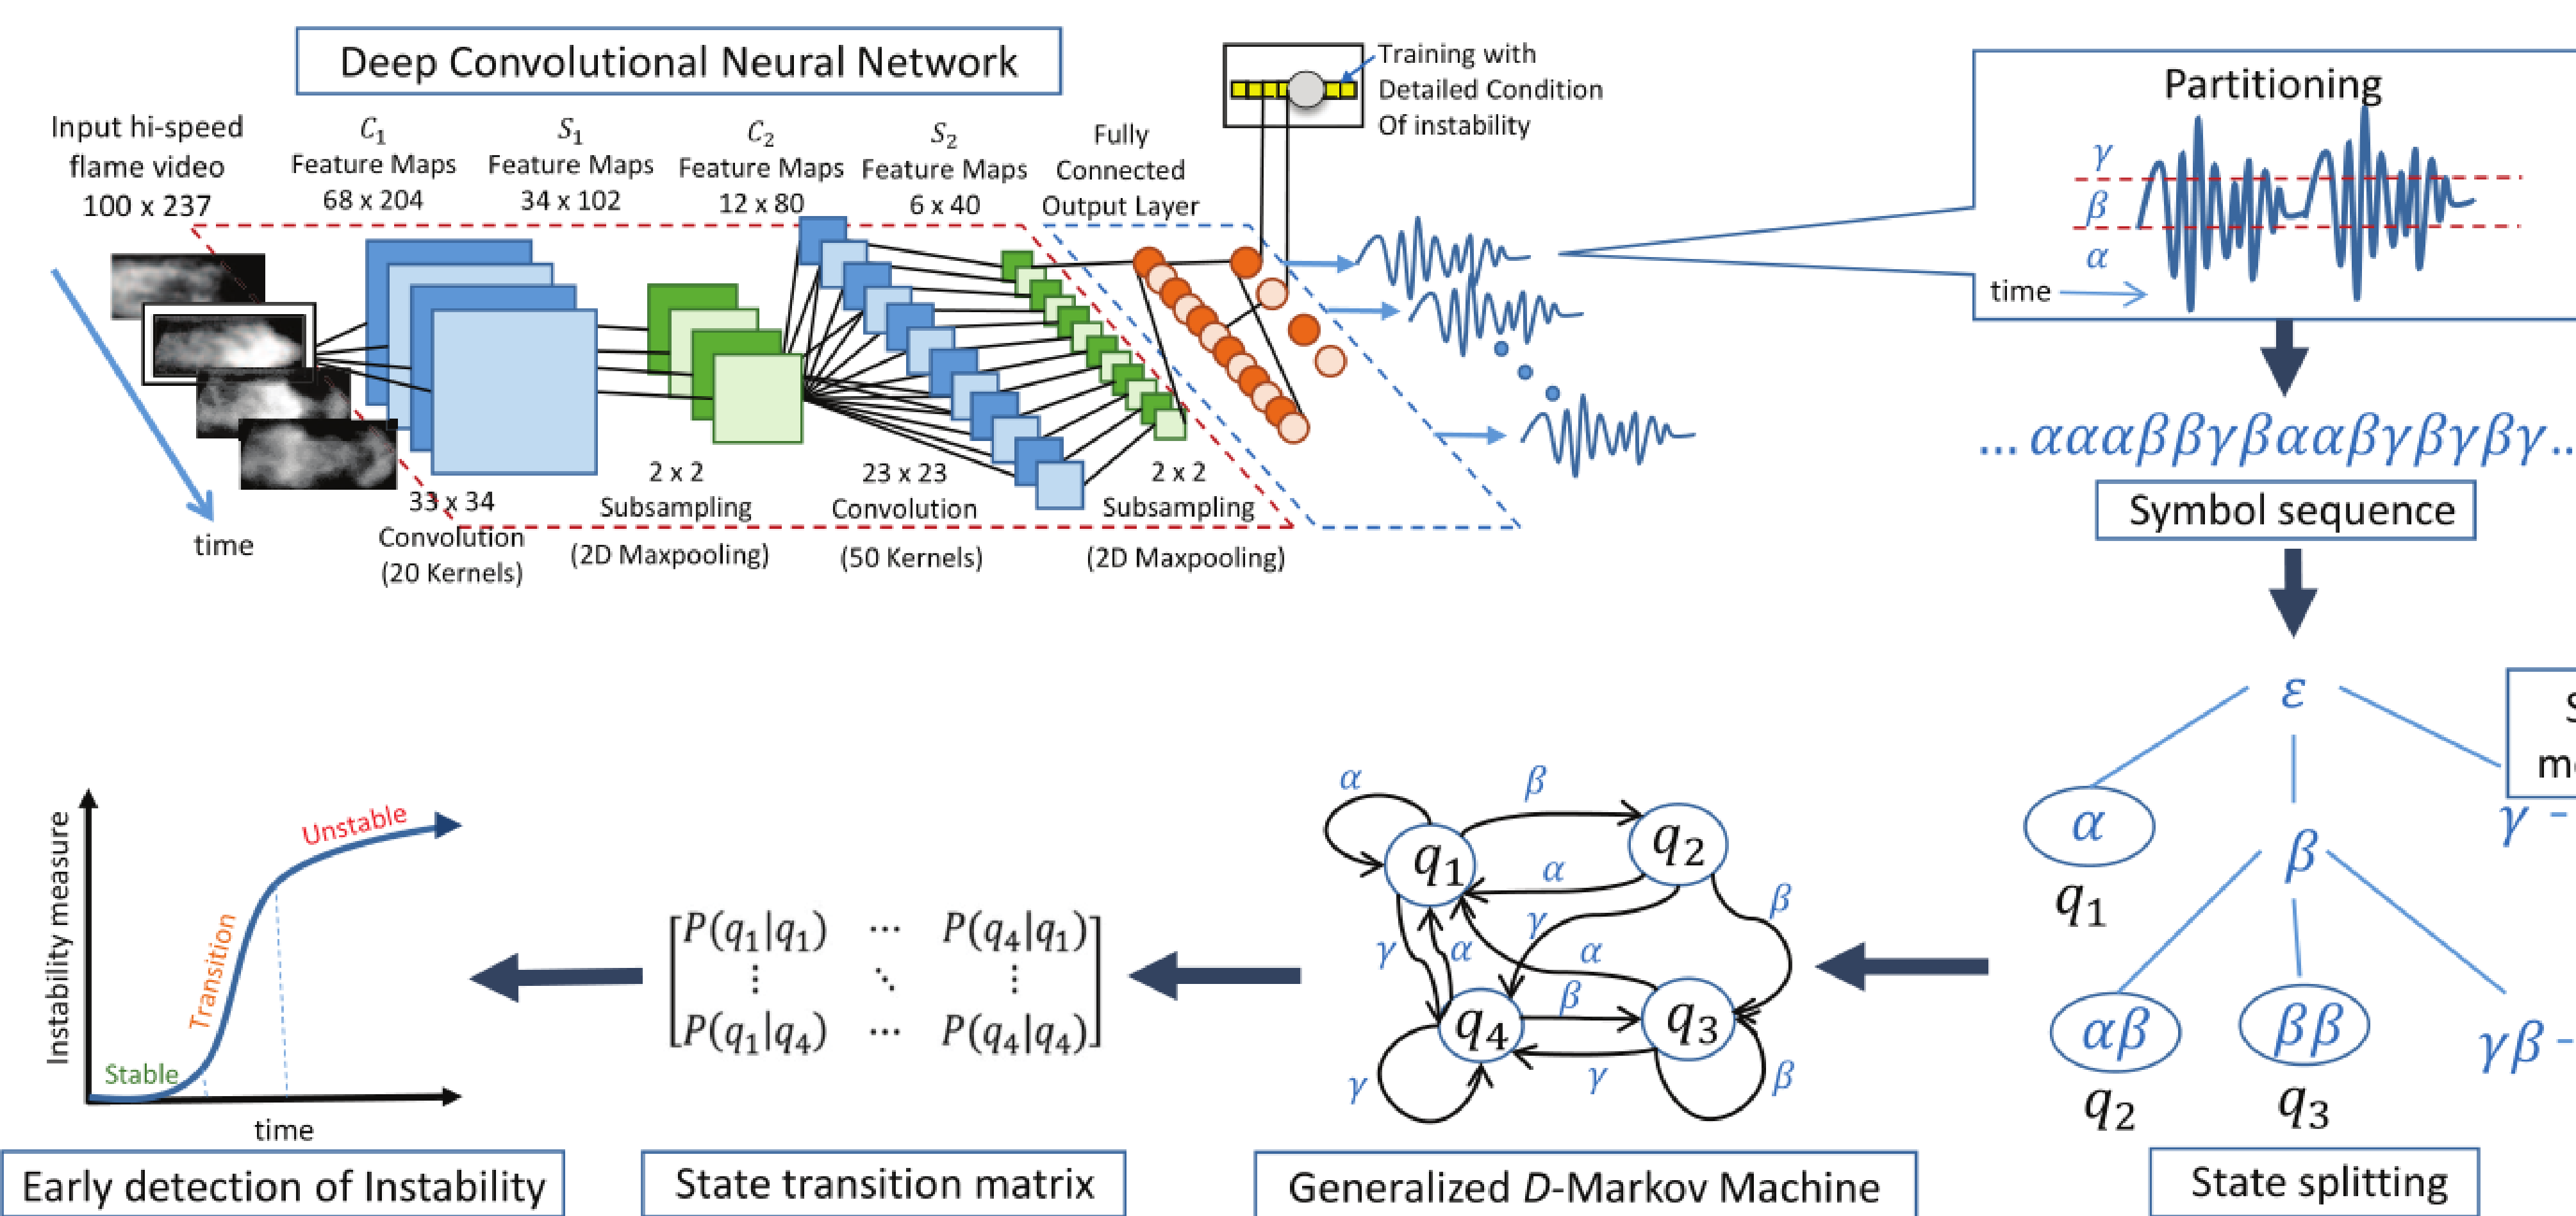 Deep Convolutional Neural Network
Input hi-speed
flame video
100 x 237
C₁
Feature Maps
68 x 204
S₁
Feature Maps
34 x 102
C₂
Feature Maps
12 x 80
S₂
Feature Maps
6 x 40
Fully
Connected
Output Layer
Training with
Detailed Condition
Of instability
time
33 x 34
Convolution
(20 Kernels)
2 x 2
Subsampling
(2D Maxpooling)
23 x 23
Convolution
(50 Kernels)
2 x 2
Subsampling
(2D Maxpooling)
Partitioning
γ
β
α
time
... αααββγβααβγβγβγ..
Symbol sequence
ε
α
q₁
β
γ
αβ
q₂
ββ
q₃
γβ
State splitting
α
β
q₁
q₂
α
β
γ
γ
α
α
β
q₄
q₃
γ
γ
β
Generalized D-Markov Machine
P(q₁|q₁) ⋯ P(q₄|q₁)
⋮ ⋱ ⋮
P(q₁|q₄) ⋯ P(q₄|q₄)
State transition matrix
Instability measure
Unstable
Transition
Stable
time
Early detection of Instability